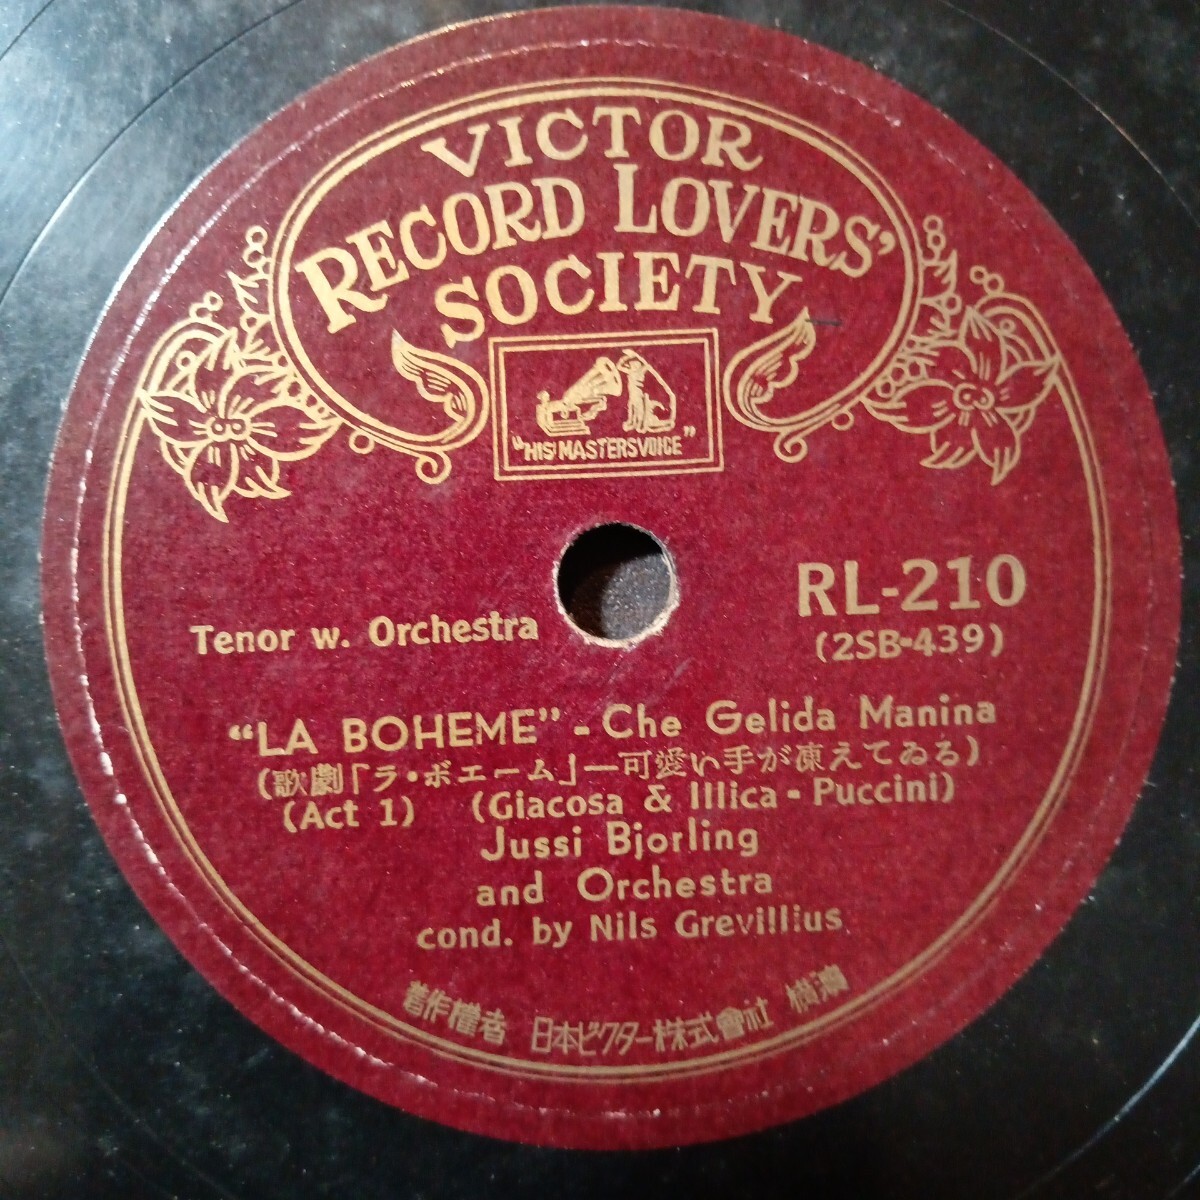 VICTOR
RECORD LOVERS'
SOCIETY
"HIS MASTERS VOICE"
RL-210
(2SB-439)
Tenor w. Orchestra
"LA BOHEME" - Che Gelida Manina
(歌劇「ラ・ボエーム」—可愛い手が凍えてゐる)
(Act 1) (Giacosa & Illica - Puccini)
Jussi Bjorling
and Orchestra
cond. by Nils Grevillius
著作權者 日本ビクター株式會社 横濱